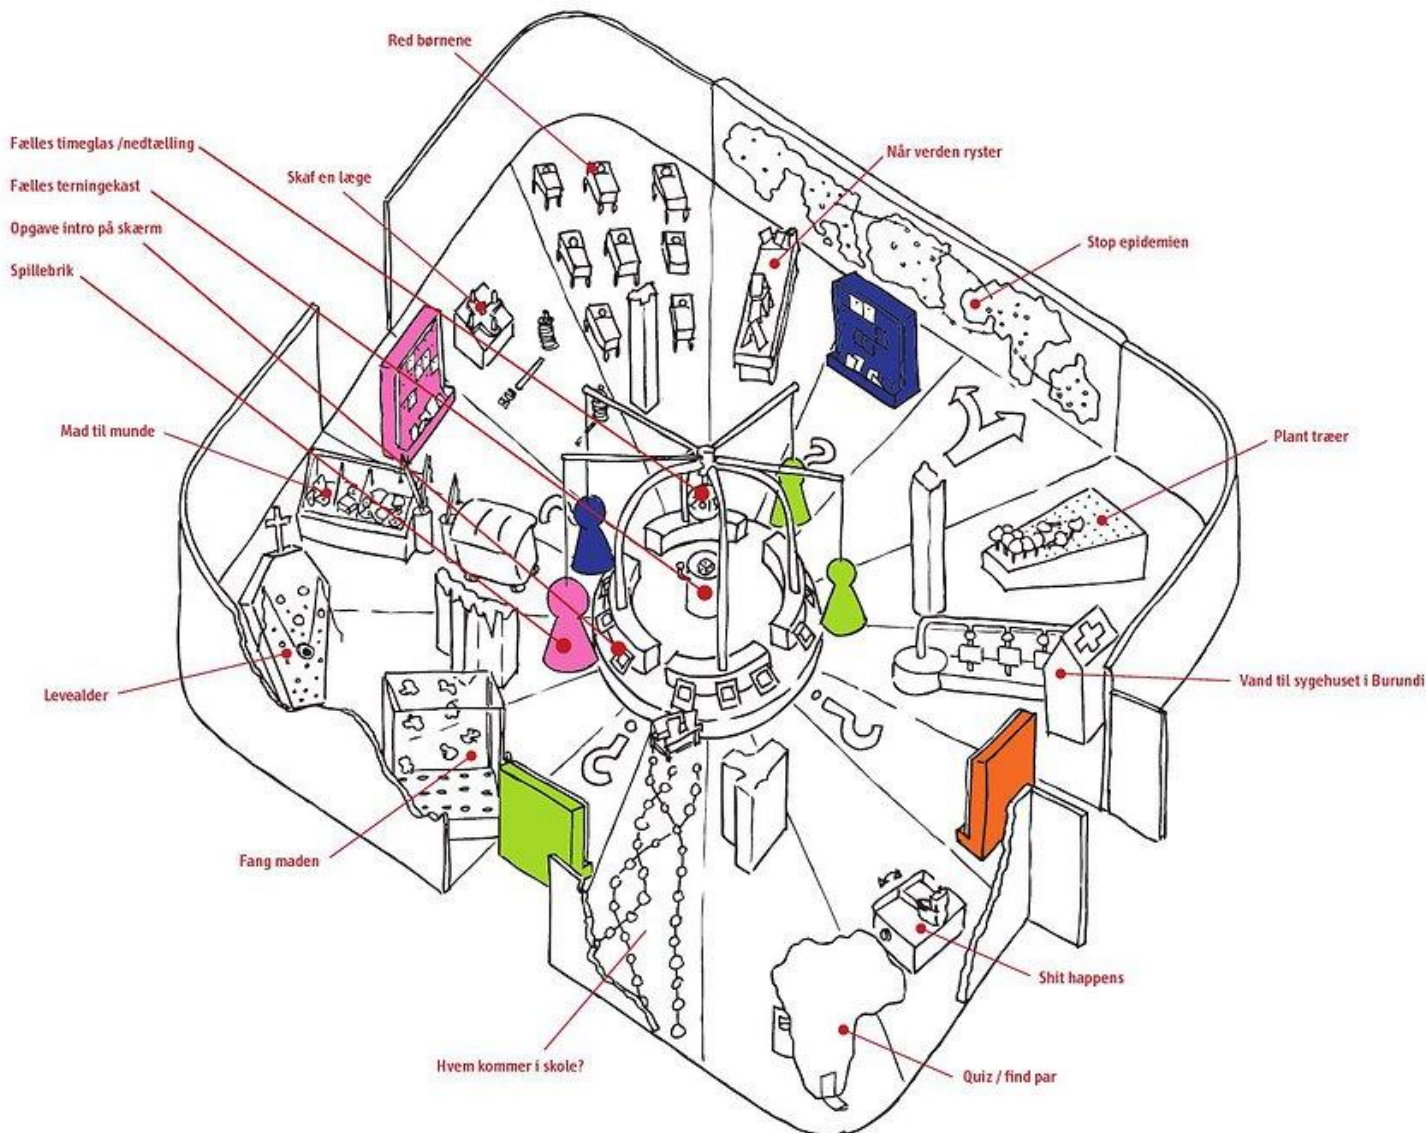 Red børnene
Fælles timeglas /nedtælling
Når verden ryster
Skaf en læge
Fælles terningekast
Opgave intro på skærm
Stop epidemien
Spillebrik
Mad til munde
Plant træer
Levealder
Vand til sygehuset i Burundi
Fang maden
Shit happens
Hvem kommer i skole?
Quiz / find par